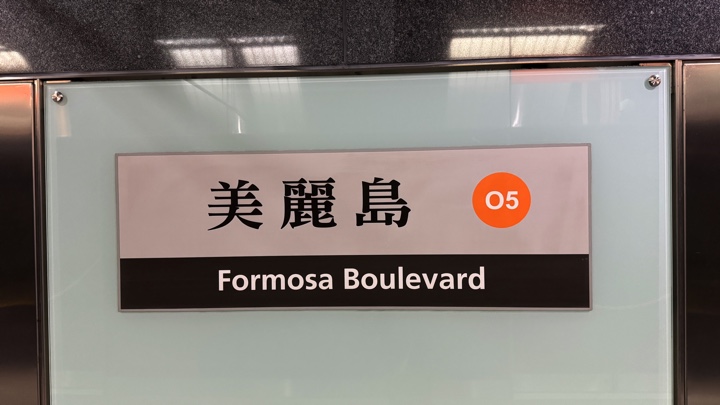 美麗島 O5
Formosa Boulevard